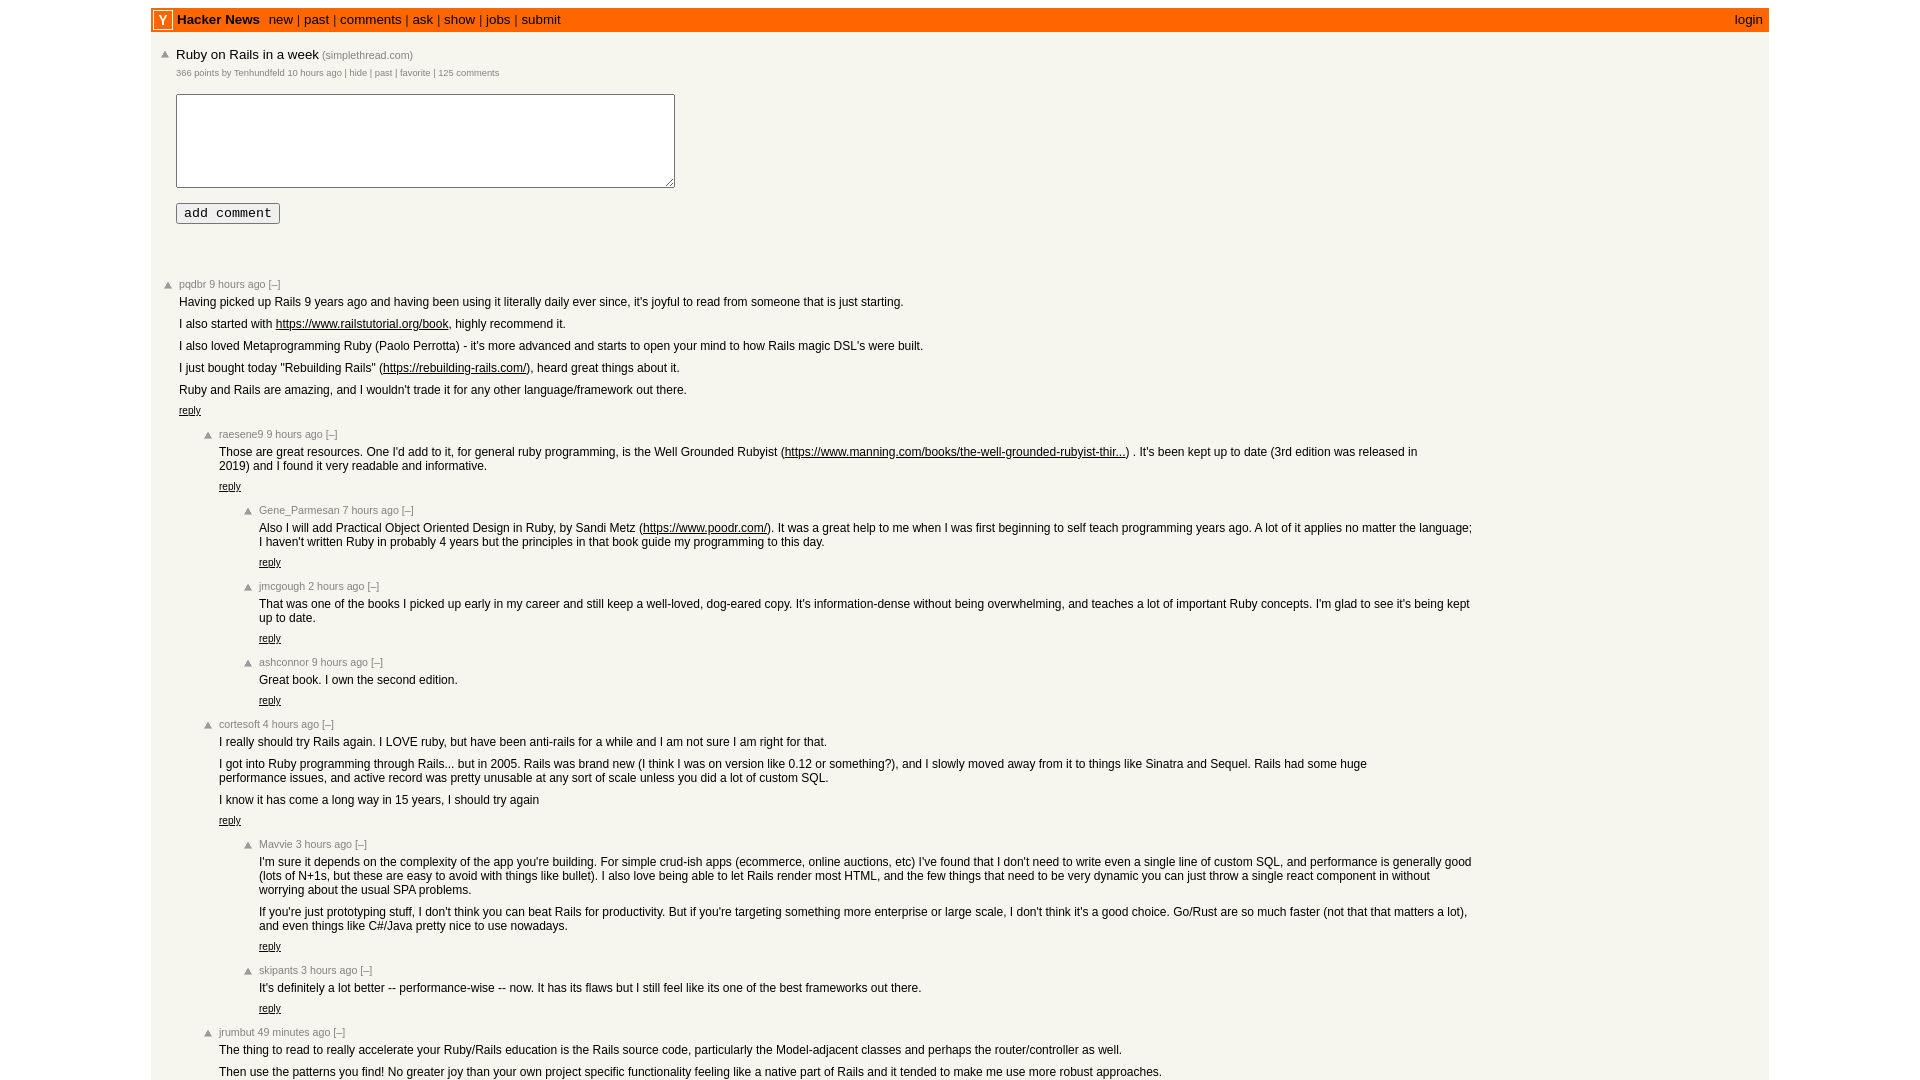 Y Hacker News new | past | comments | ask | show | jobs | submit login
Ruby on Rails in a week (simplethread.com)
366 points by Tenhundfeld 10 hours ago | hide | past | favorite | 125 comments
add comment
pqdbr 9 hours ago [–]
Having picked up Rails 9 years ago and having been using it literally daily ever since, it's joyful to read from someone that is just starting.
I also started with https://www.railstutorial.org/book, highly recommend it.
I also loved Metaprogramming Ruby (Paolo Perrotta) - it's more advanced and starts to open your mind to how Rails magic DSL's were built.
I just bought today "Rebuilding Rails" (https://rebuilding-rails.com/), heard great things about it.
Ruby and Rails are amazing, and I wouldn't trade it for any other language/framework out there.
reply
raesene9 9 hours ago [–]
Those are great resources. One I'd add to it, for general ruby programming, is the Well Grounded Rubyist (https://www.manning.com/books/the-well-grounded-rubyist-thir...) . It's been kept up to date (3rd edition was released in
2019) and I found it very readable and informative.
reply
Gene_Parmesan 7 hours ago [–]
Also I will add Practical Object Oriented Design in Ruby, by Sandi Metz (https://www.poodr.com/). It was a great help to me when I was first beginning to self teach programming years ago. A lot of it applies no matter the language;
I haven't written Ruby in probably 4 years but the principles in that book guide my programming to this day.
reply
jmcgough 2 hours ago [–]
That was one of the books I picked up early in my career and still keep a well-loved, dog-eared copy. It's information-dense without being overwhelming, and teaches a lot of important Ruby concepts. I'm glad to see it's being kept
up to date.
reply
ashconnor 9 hours ago [–]
Great book. I own the second edition.
reply
cortesoft 4 hours ago [–]
I really should try Rails again. I LOVE ruby, but have been anti-rails for a while and I am not sure I am right for that.
I got into Ruby programming through Rails... but in 2005. Rails was brand new (I think I was on version like 0.12 or something?), and I slowly moved away from it to things like Sinatra and Sequel. Rails had some huge
performance issues, and active record was pretty unusable at any sort of scale unless you did a lot of custom SQL.
I know it has come a long way in 15 years, I should try again
reply
Mavvie 3 hours ago [–]
I'm sure it depends on the complexity of the app you're building. For simple crud-ish apps (ecommerce, online auctions, etc) I've found that I don't need to write even a single line of custom SQL, and performance is generally good
(lots of N+1s, but these are easy to avoid with things like bullet). I also love being able to let Rails render most HTML, and the few things that need to be very dynamic you can just throw a single react component in without
worrying about the usual SPA problems.
If you're just prototyping stuff, I don't think you can beat Rails for productivity. But if you're targeting something more enterprise or large scale, I don't think it's a good choice. Go/Rust are so much faster (not that that matters a lot),
and even things like C#/Java pretty nice to use nowadays.
reply
skipants 3 hours ago [–]
It's definitely a lot better -- performance-wise -- now. It has its flaws but I still feel like its one of the best frameworks out there.
reply
jrumbut 49 minutes ago [–]
The thing to read to really accelerate your Ruby/Rails education is the Rails source code, particularly the Model-adjacent classes and perhaps the router/controller as well.
Then use the patterns you find! No greater joy than your own project specific functionality feeling like a native part of Rails and it tended to make me use more robust approaches.